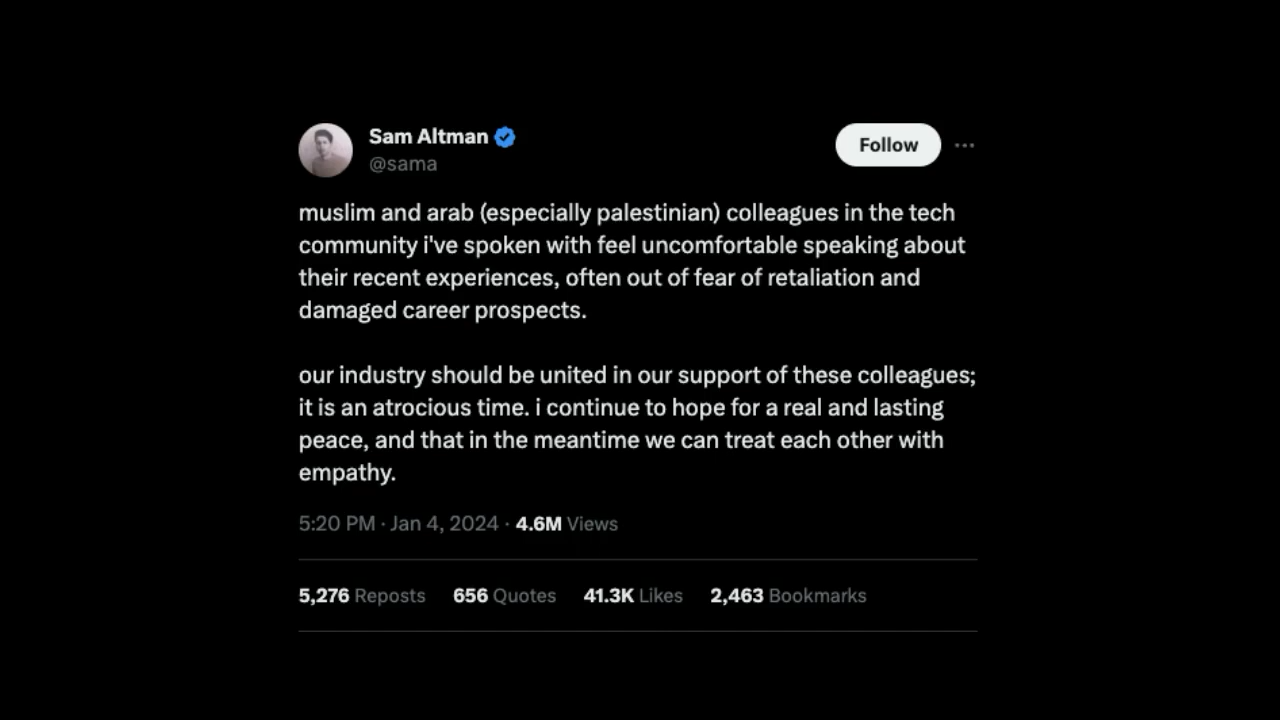 Sam Altman
@sama
Follow
muslim and arab (especially palestinian) colleagues in the tech
community i've spoken with feel uncomfortable speaking about
their recent experiences, often out of fear of retaliation and
damaged career prospects.
our industry should be united in our support of these colleagues;
it is an atrocious time. i continue to hope for a real and lasting
peace, and that in the meantime we can treat each other with
empathy.
5:20 PM · Jan 4, 2024 · 4.6M Views
5,276 Reposts 656 Quotes 41.3K Likes 2,463 Bookmarks